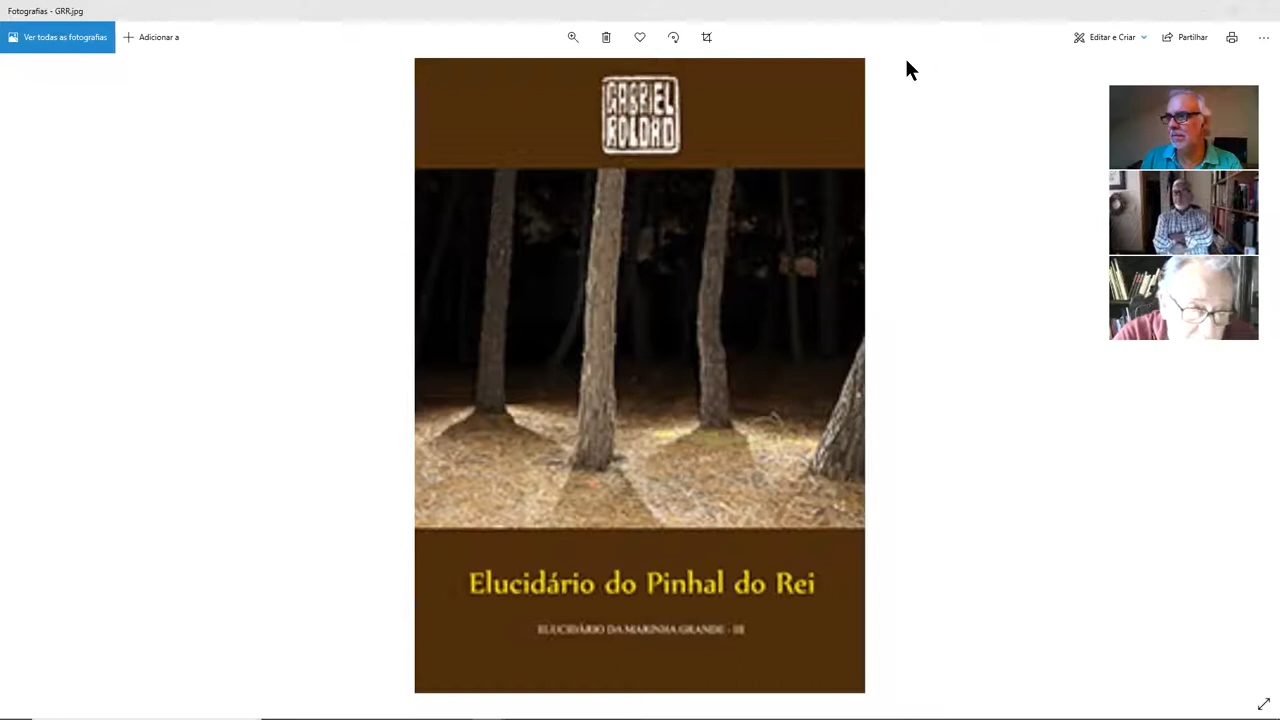 Fotografias - GRR.jpg
Ver todas as fotografias
Adicionar a
Editar e Criar
Partilhar
GABRIEL
ROLDÃO
Elucidário do Pinhal do Rei
ELUCIDÁRIO DA MARINHA GRANDE - III